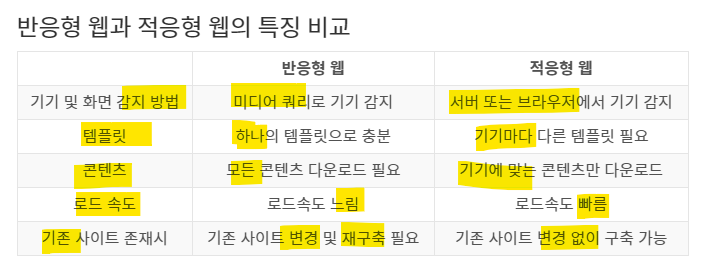 반응형 웹과 적응형 웹의 특징 비교
반응형 웹 적응형 웹
기기 및 화면 감지 방법 미디어 쿼리로 기기 감지 서버 또는 브라우저에서 기기 감지
템플릿 하나의 템플릿으로 충분 기기마다 다른 템플릿 필요
콘텐츠 모든 콘텐츠 다운로드 필요 기기에 맞는 콘텐츠만 다운로드
로드 속도 로드속도 느림 로드속도 빠름
기존 사이트 존재시 기존 사이트 변경 및 재구축 필요 기존 사이트 변경 없이 구축 가능